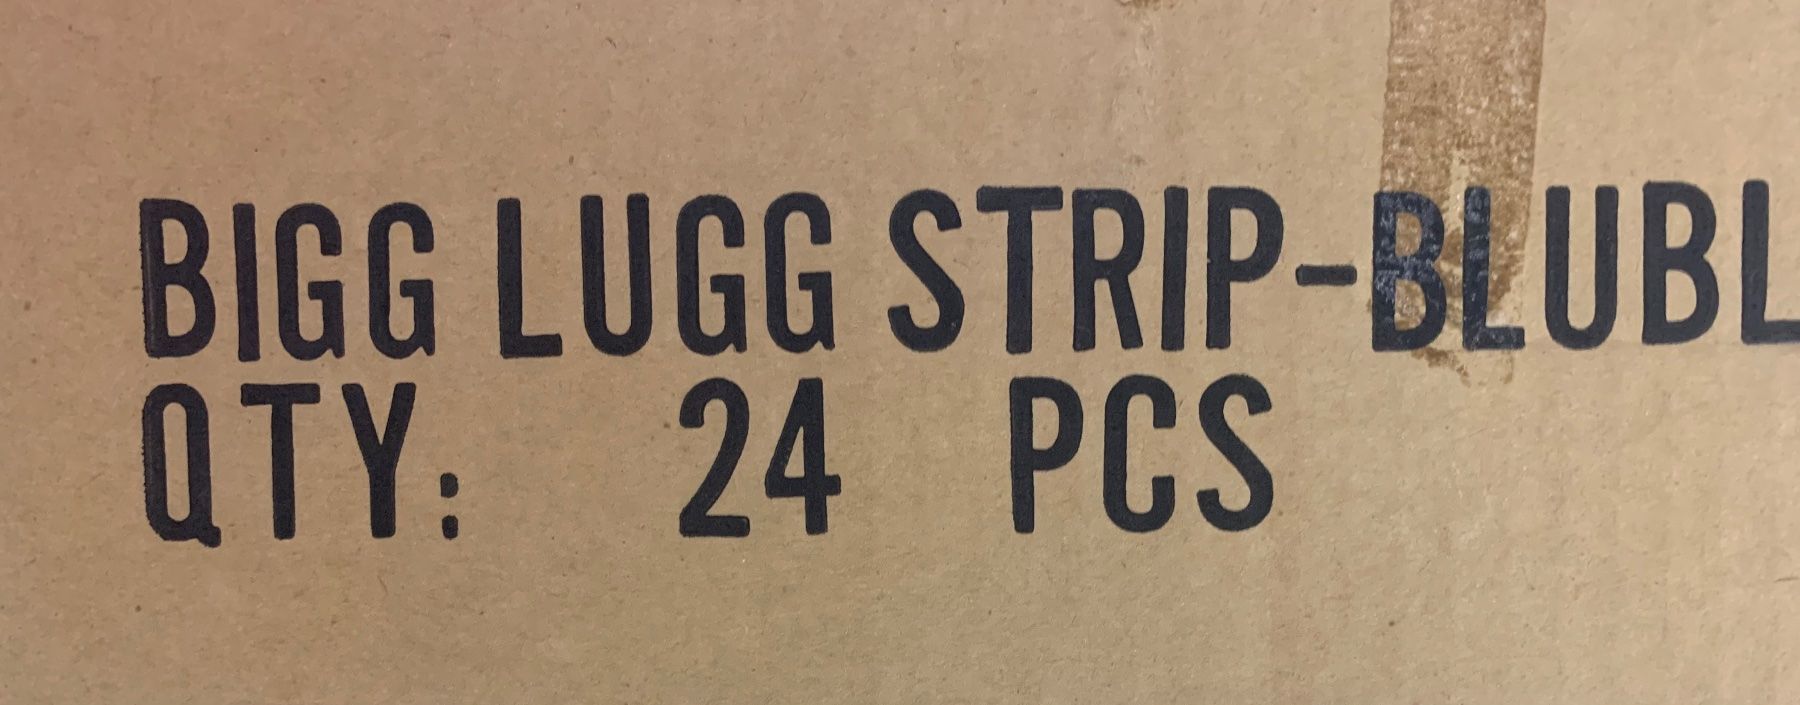 BIGG LUGG STRIP-BLUBL
QTY: 24 PCS